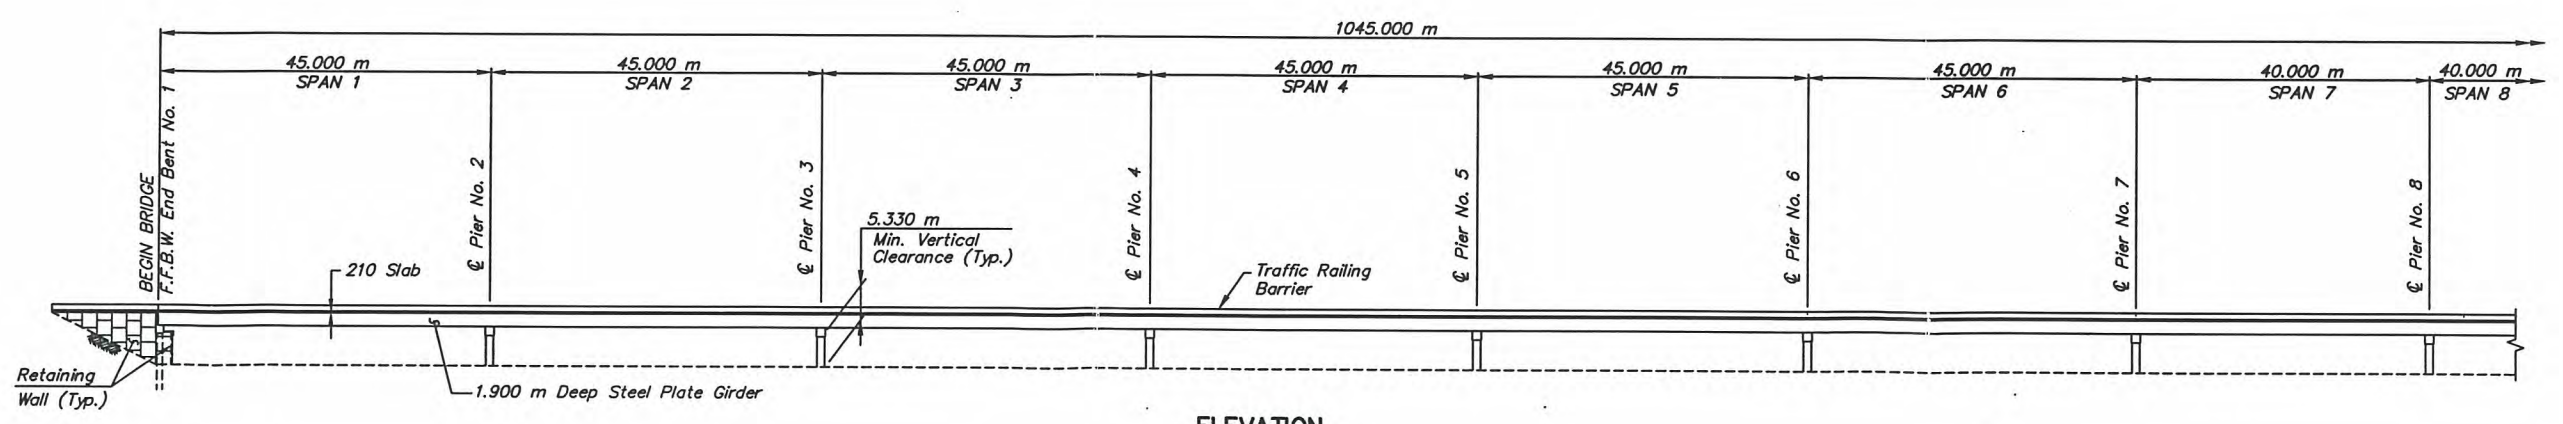 1045.000 m
45.000 m
SPAN 1
45.000 m
SPAN 2
45.000 m
SPAN 3
45.000 m
SPAN 4
45.000 m
SPAN 5
45.000 m
SPAN 6
40.000 m
SPAN 7
40.000 m
SPAN 8
BEGIN BRIDGE
F.F.B.W. End Bent No. 1
℄ Pier No. 2
℄ Pier No. 3
℄ Pier No. 4
℄ Pier No. 5
℄ Pier No. 6
℄ Pier No. 7
℄ Pier No. 8
5.330 m
Min. Vertical
Clearance (Typ.)
210 Slab
Traffic Railing
Barrier
Retaining
Wall (Typ.)
1.900 m Deep Steel Plate Girder
ELEVATION